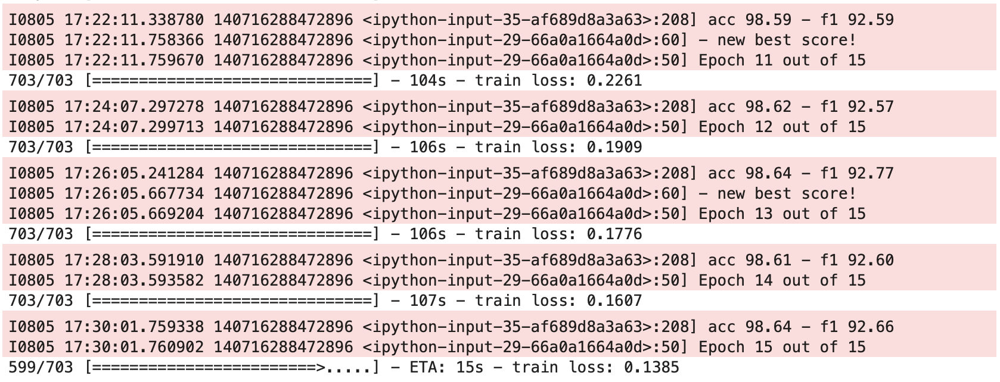 I0805 17:22:11.338780 140716288472896 <ipython-input-35-af689d8a3a63>:208] acc 98.59 - f1 92.59
I0805 17:22:11.758366 140716288472896 <ipython-input-29-66a0a1664a0d>:60] - new best score!
I0805 17:22:11.759670 140716288472896 <ipython-input-29-66a0a1664a0d>:50] Epoch 11 out of 15
703/703 [==============================] - 104s - train loss: 0.2261
I0805 17:24:07.297278 140716288472896 <ipython-input-35-af689d8a3a63>:208] acc 98.62 - f1 92.57
I0805 17:24:07.299713 140716288472896 <ipython-input-29-66a0a1664a0d>:50] Epoch 12 out of 15
703/703 [==============================] - 106s - train loss: 0.1909
I0805 17:26:05.241284 140716288472896 <ipython-input-35-af689d8a3a63>:208] acc 98.64 - f1 92.77
I0805 17:26:05.667734 140716288472896 <ipython-input-29-66a0a1664a0d>:60] - new best score!
I0805 17:26:05.669204 140716288472896 <ipython-input-29-66a0a1664a0d>:50] Epoch 13 out of 15
703/703 [==============================] - 106s - train loss: 0.1776
I0805 17:28:03.591910 140716288472896 <ipython-input-35-af689d8a3a63>:208] acc 98.61 - f1 92.60
I0805 17:28:03.593582 140716288472896 <ipython-input-29-66a0a1664a0d>:50] Epoch 14 out of 15
703/703 [==============================] - 107s - train loss: 0.1607
I0805 17:30:01.759338 140716288472896 <ipython-input-35-af689d8a3a63>:208] acc 98.64 - f1 92.66
I0805 17:30:01.760902 140716288472896 <ipython-input-29-66a0a1664a0d>:50] Epoch 15 out of 15
599/703 [========================>.....] - ETA: 15s - train loss: 0.1385